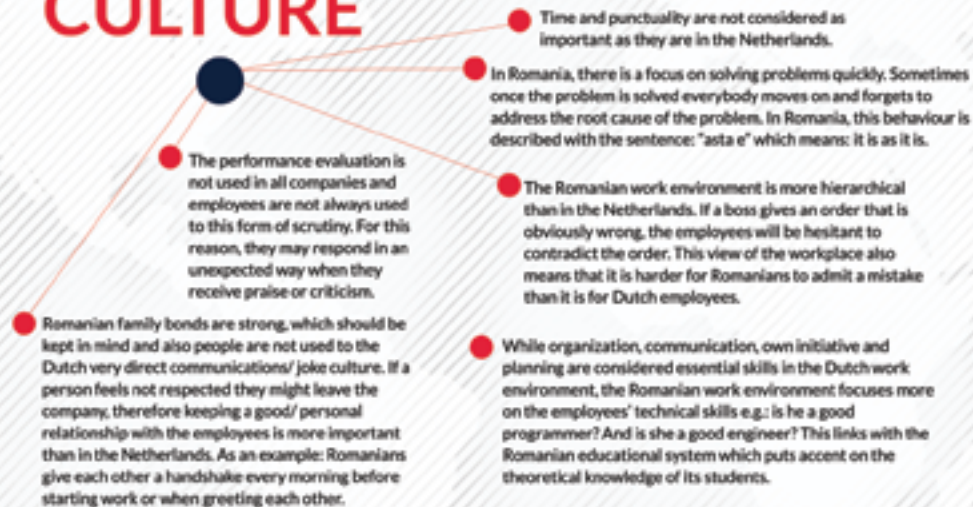 CULTURE
Time and punctuality are not considered as
important as they are in the Netherlands.
In Romania, there is a focus on solving problems quickly. Sometimes
once the problem is solved everybody moves on and forgets to
address the root cause of the problem. In Romania, this behaviour is
described with the sentence: "asta e" which means: it is as it is.
The performance evaluation is
not used in all companies and
employees are not always used
to this form of scrutiny. For this
reason, they may respond in an
unexpected way when they
receive praise or criticism.
The Romanian work environment is more hierarchical
than in the Netherlands. If a boss gives an order that is
obviously wrong, the employees will be hesitant to
contradict the order. This view of the workplace also
means that it is harder for Romanians to admit a mistake
than it is for Dutch employees.
Romanian family bonds are strong, which should be
kept in mind and also people are not used to the
Dutch very direct communications/ joke culture. If a
person feels not respected they might leave the
company, therefore keeping a good/ personal
relationship with the employees is more important
than in the Netherlands. As an example: Romanians
give each other a handshake every morning before
starting work or when greeting each other.
While organization, communication, own initiative and
planning are considered essential skills in the Dutch work
environment, the Romanian work environment focuses more
on the employees' technical skills e.g.: is he a good
programmer? And is she a good engineer? This links with the
Romanian educational system which puts accent on the
theoretical knowledge of its students.